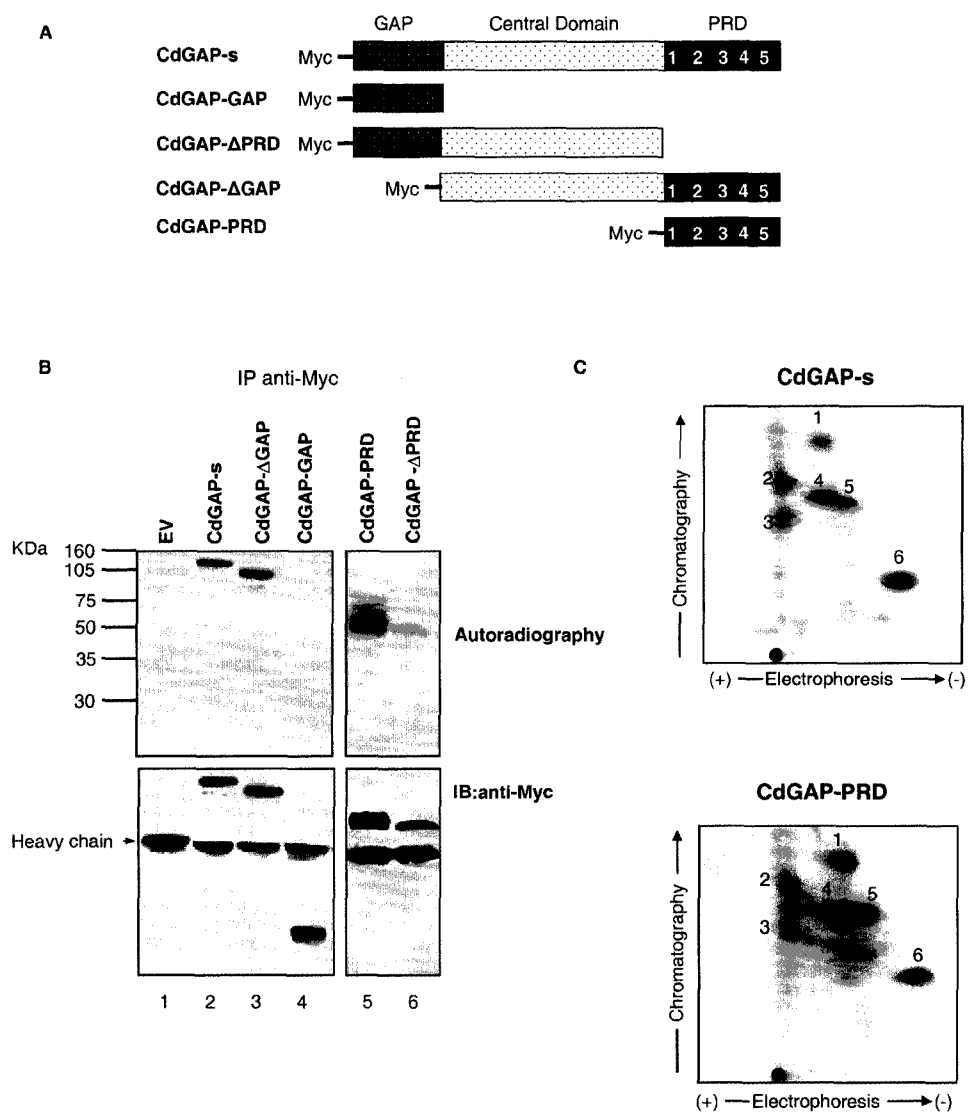 A
GAP Central Domain PRD
CdGAP-s Myc 1 2 3 4 5
CdGAP-GAP Myc
CdGAP-ΔPRD Myc
CdGAP-ΔGAP Myc 1 2 3 4 5
CdGAP-PRD Myc 1 2 3 4 5
B
IP anti-Myc
EV
CdGAP-s
CdGAP-ΔGAP
CdGAP-GAP
CdGAP-PRD
CdGAP -ΔPRD
KDa
160
105
75
50
35
30
Autoradiography
IB:anti-Myc
Heavy chain
1 2 3 4 5 6
C
CdGAP-s
Chromatography
1
2
4
5
3
6
(+) Electrophoresis (-)
CdGAP-PRD
Chromatography
1
2
4
5
3
6
(+) Electrophoresis (-)